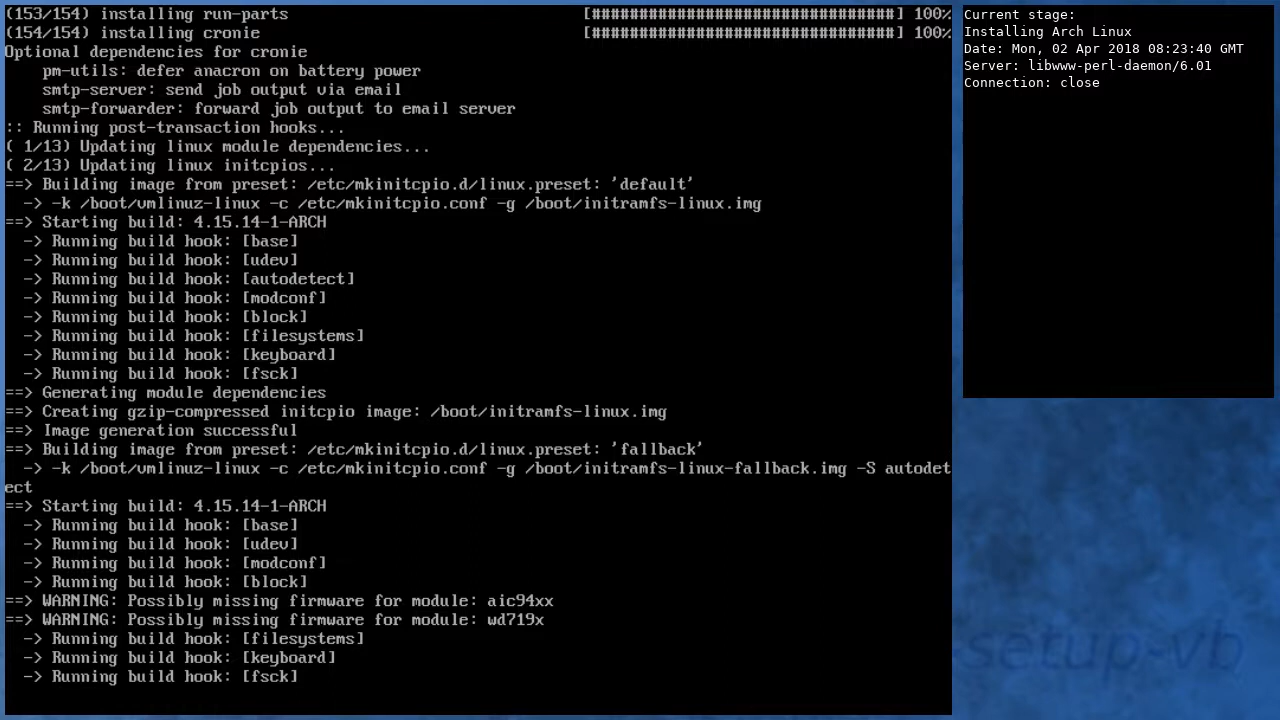 (153/154) installing run-parts [################################] 100%
(154/154) installing cronie [################################] 100%
Optional dependencies for cronie
    pm-utils: defer anacron on battery power
    smtp-server: send job output via email
    smtp-forwarder: forward job output to email server
:: Running post-transaction hooks...
( 1/13) Updating linux module dependencies...
( 2/13) Updating linux initcpios...
==> Building image from preset: /etc/mkinitcpio.d/linux.preset: 'default'
  -> -k /boot/vmlinuz-linux -c /etc/mkinitcpio.conf -g /boot/initramfs-linux.img
==> Starting build: 4.15.14-1-ARCH
  -> Running build hook: [base]
  -> Running build hook: [udev]
  -> Running build hook: [autodetect]
  -> Running build hook: [modconf]
  -> Running build hook: [block]
  -> Running build hook: [filesystems]
  -> Running build hook: [keyboard]
  -> Running build hook: [fsck]
==> Generating module dependencies
==> Creating gzip-compressed initcpio image: /boot/initramfs-linux.img
==> Image generation successful
==> Building image from preset: /etc/mkinitcpio.d/linux.preset: 'fallback'
  -> -k /boot/vmlinuz-linux -c /etc/mkinitcpio.conf -g /boot/initramfs-linux-fallback.img -S autodet
ect
==> Starting build: 4.15.14-1-ARCH
  -> Running build hook: [base]
  -> Running build hook: [udev]
  -> Running build hook: [modconf]
  -> Running build hook: [block]
==> WARNING: Possibly missing firmware for module: aic94xx
==> WARNING: Possibly missing firmware for module: wd719x
  -> Running build hook: [filesystems]
  -> Running build hook: [keyboard]
  -> Running build hook: [fsck]
Current stage:
Installing Arch Linux
Date: Mon, 02 Apr 2018 08:23:40 GMT
Server: libwww-perl-daemon/6.01
Connection: close
-setup-vb